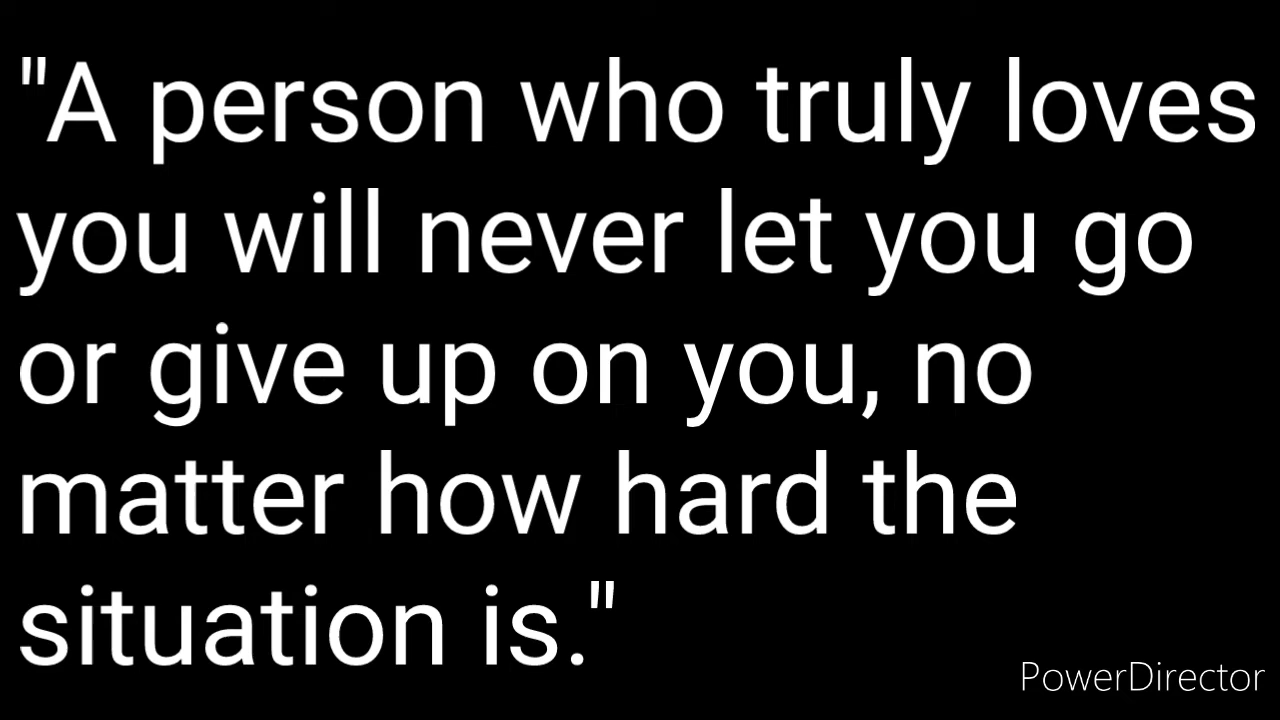 "A person who truly loves
you will never let you go
or give up on you, no
matter how hard the
situation is."
PowerDirector